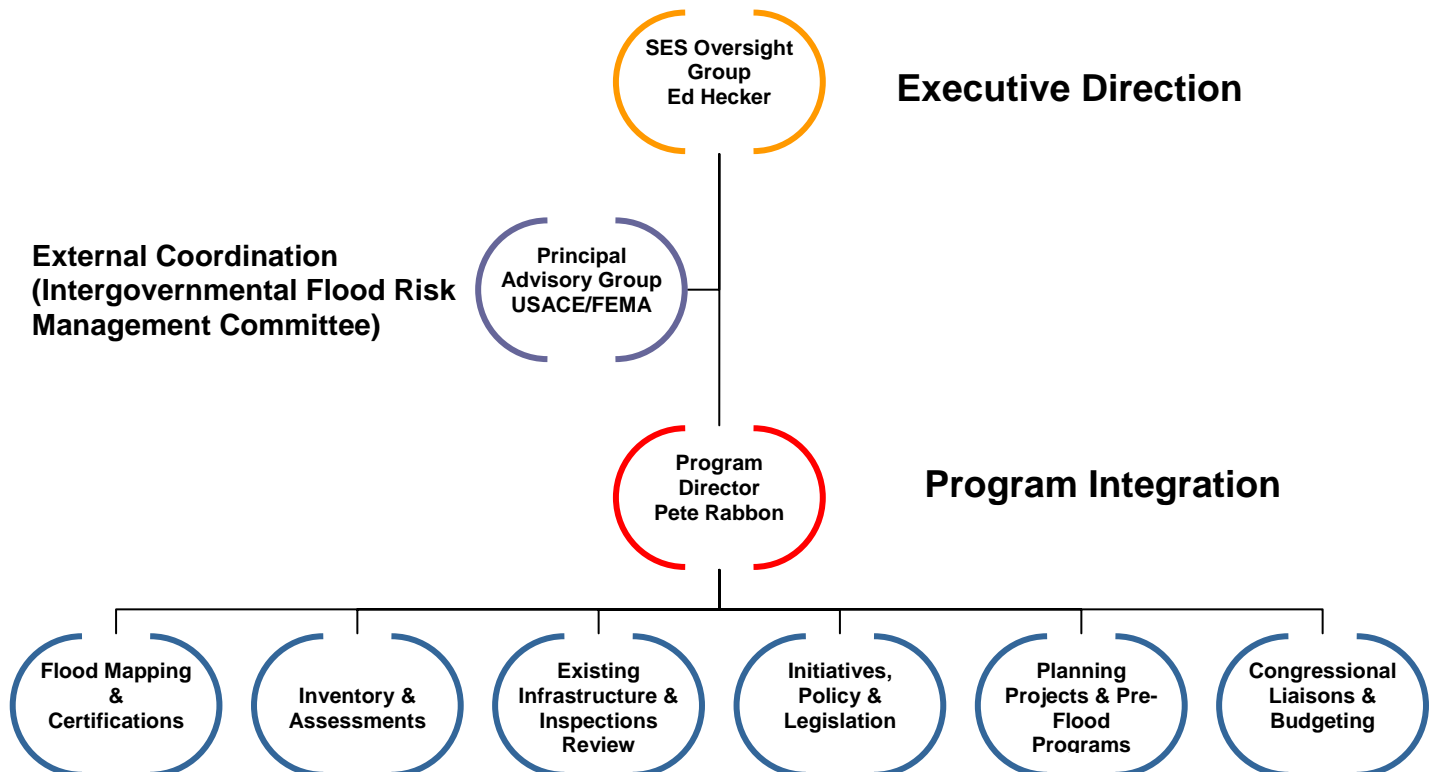 SES Oversight
Group
Ed Hecker
Executive Direction
External Coordination
(Intergovernmental Flood Risk
Management Committee)
Principal
Advisory Group
USACE/FEMA
Program
Director
Pete Rabbon
Program Integration
Flood Mapping
&
Certifications
Inventory &
Assessments
Existing
Infrastructure &
Inspections
Review
Initiatives,
Policy &
Legislation
Planning
Projects & Pre-
Flood
Programs
Congressional
Liaisons &
Budgeting